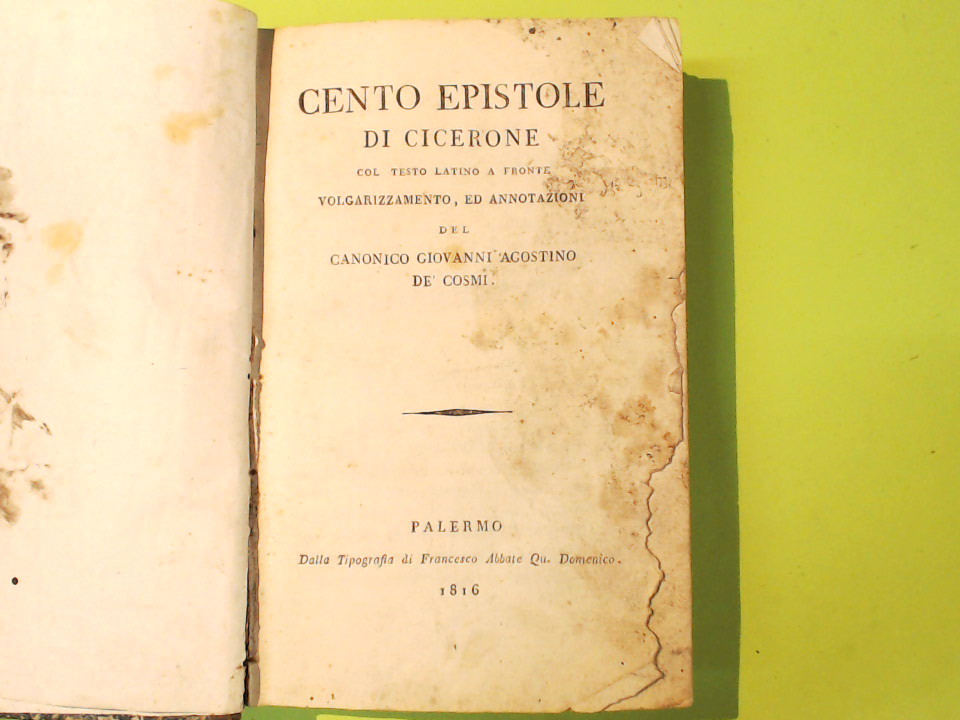 CENTO EPISTOLE
DI CICERONE
COL TESTO LATINO A FRONTE
VOLGARIZZAMENTO, ED ANNOTAZIONI
DEL
CANONICO GIOVANNI AGOSTINO
DE' COSMI.
PALERMO
Dalla Tipografia di Francesco Abbate Qu. Domenico.
1816